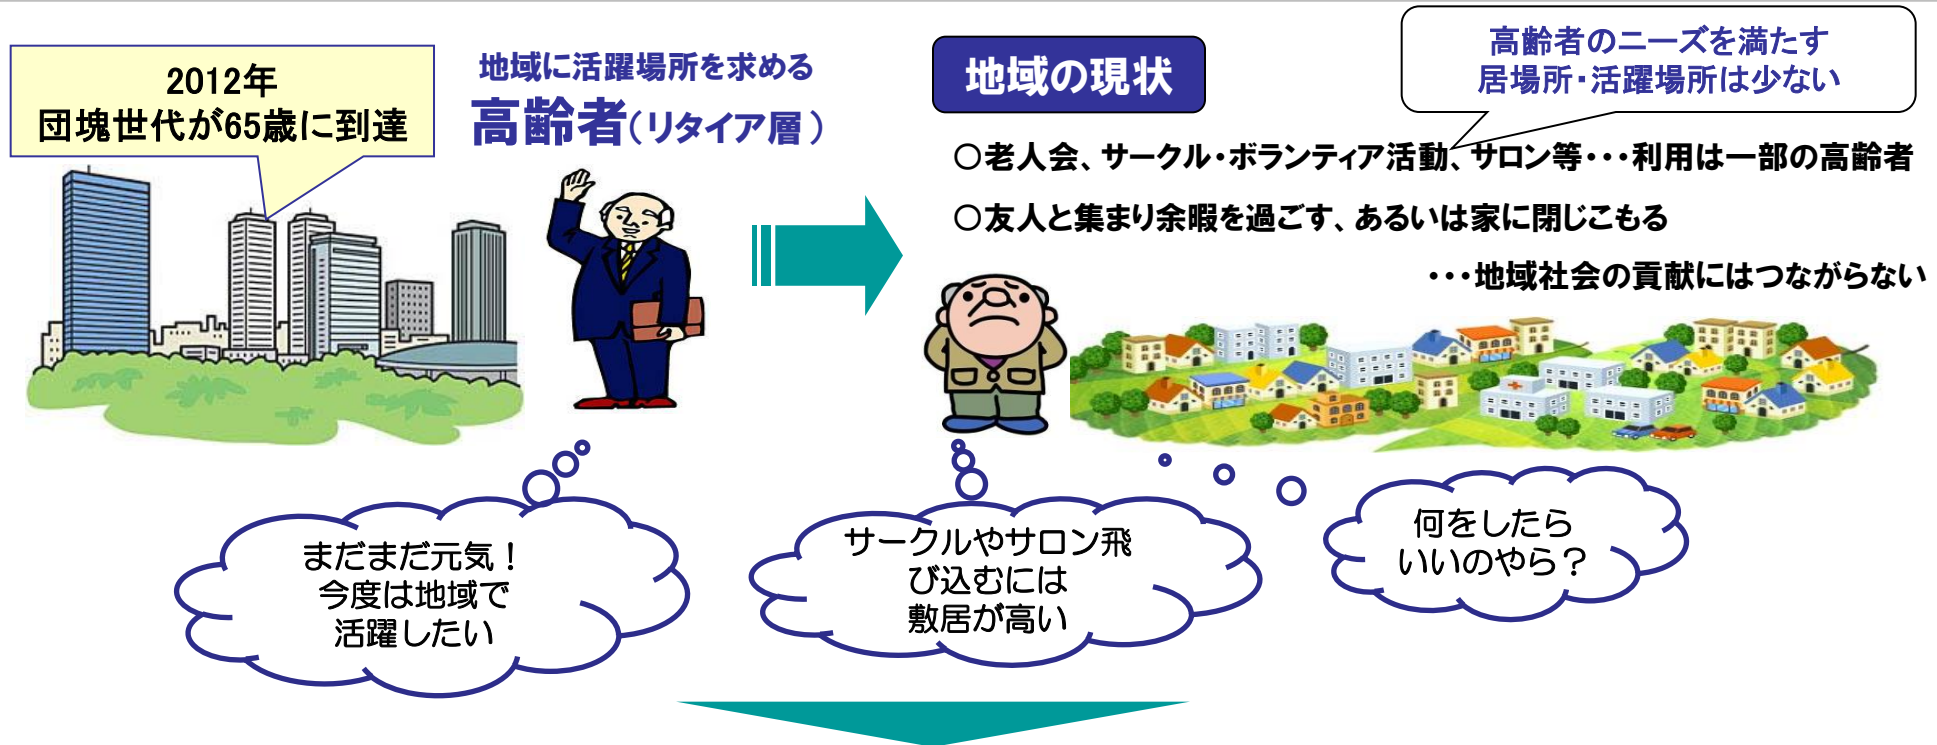 2012年
団塊世代が65歳に到達
地域に活躍場所を求める
高齢者(リタイア層)
地域の現状
高齢者のニーズを満たす
居場所・活躍場所は少ない
○老人会、サークル・ボランティア活動、サロン等・・・利用は一部の高齢者
○友人と集まり余暇を過ごす、あるいは家に閉じこもる
・・・地域社会の貢献にはつながらない
まだまだ元気！
今度は地域で
活躍したい
サークルやサロン飛
び込むには
敷居が高い
何をしたら
いいのやら？